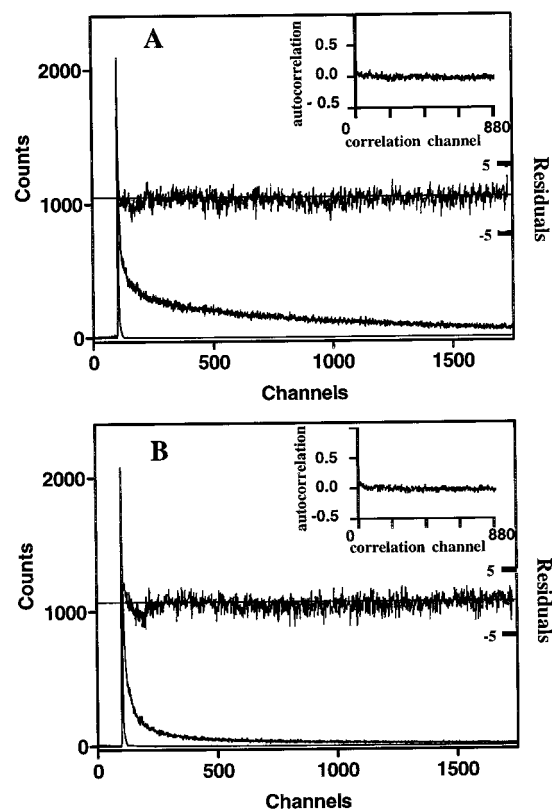 A
2000
1000
0
Counts
0 500 1000 1500
Channels
0.5
0.0
- 0.5
autocorrelation
0 880
correlation channel
5
-5
Residuals
B
2000
1000
0
Counts
0 500 1000 1500
Channels
0.5
0.0
-0.5
autocorrelation
0 880
correlation channel
5
-5
Residuals